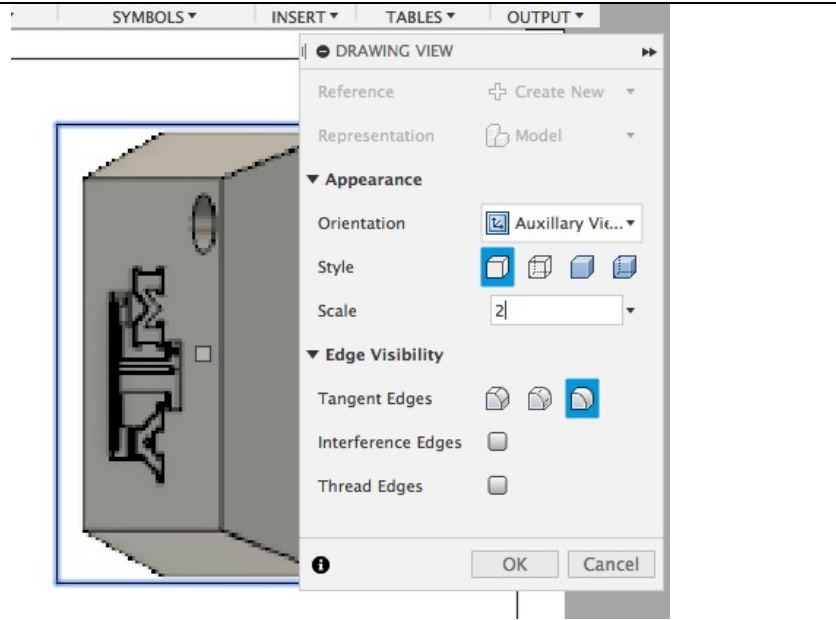 SYMBOLS INSERT TABLES OUTPUT
DRAWING VIEW
Reference Create New
Representation Model
Appearance
Orientation Auxillary Vie...
Style
Scale 2
Edge Visibility
Tangent Edges
Interference Edges
Thread Edges
OK Cancel